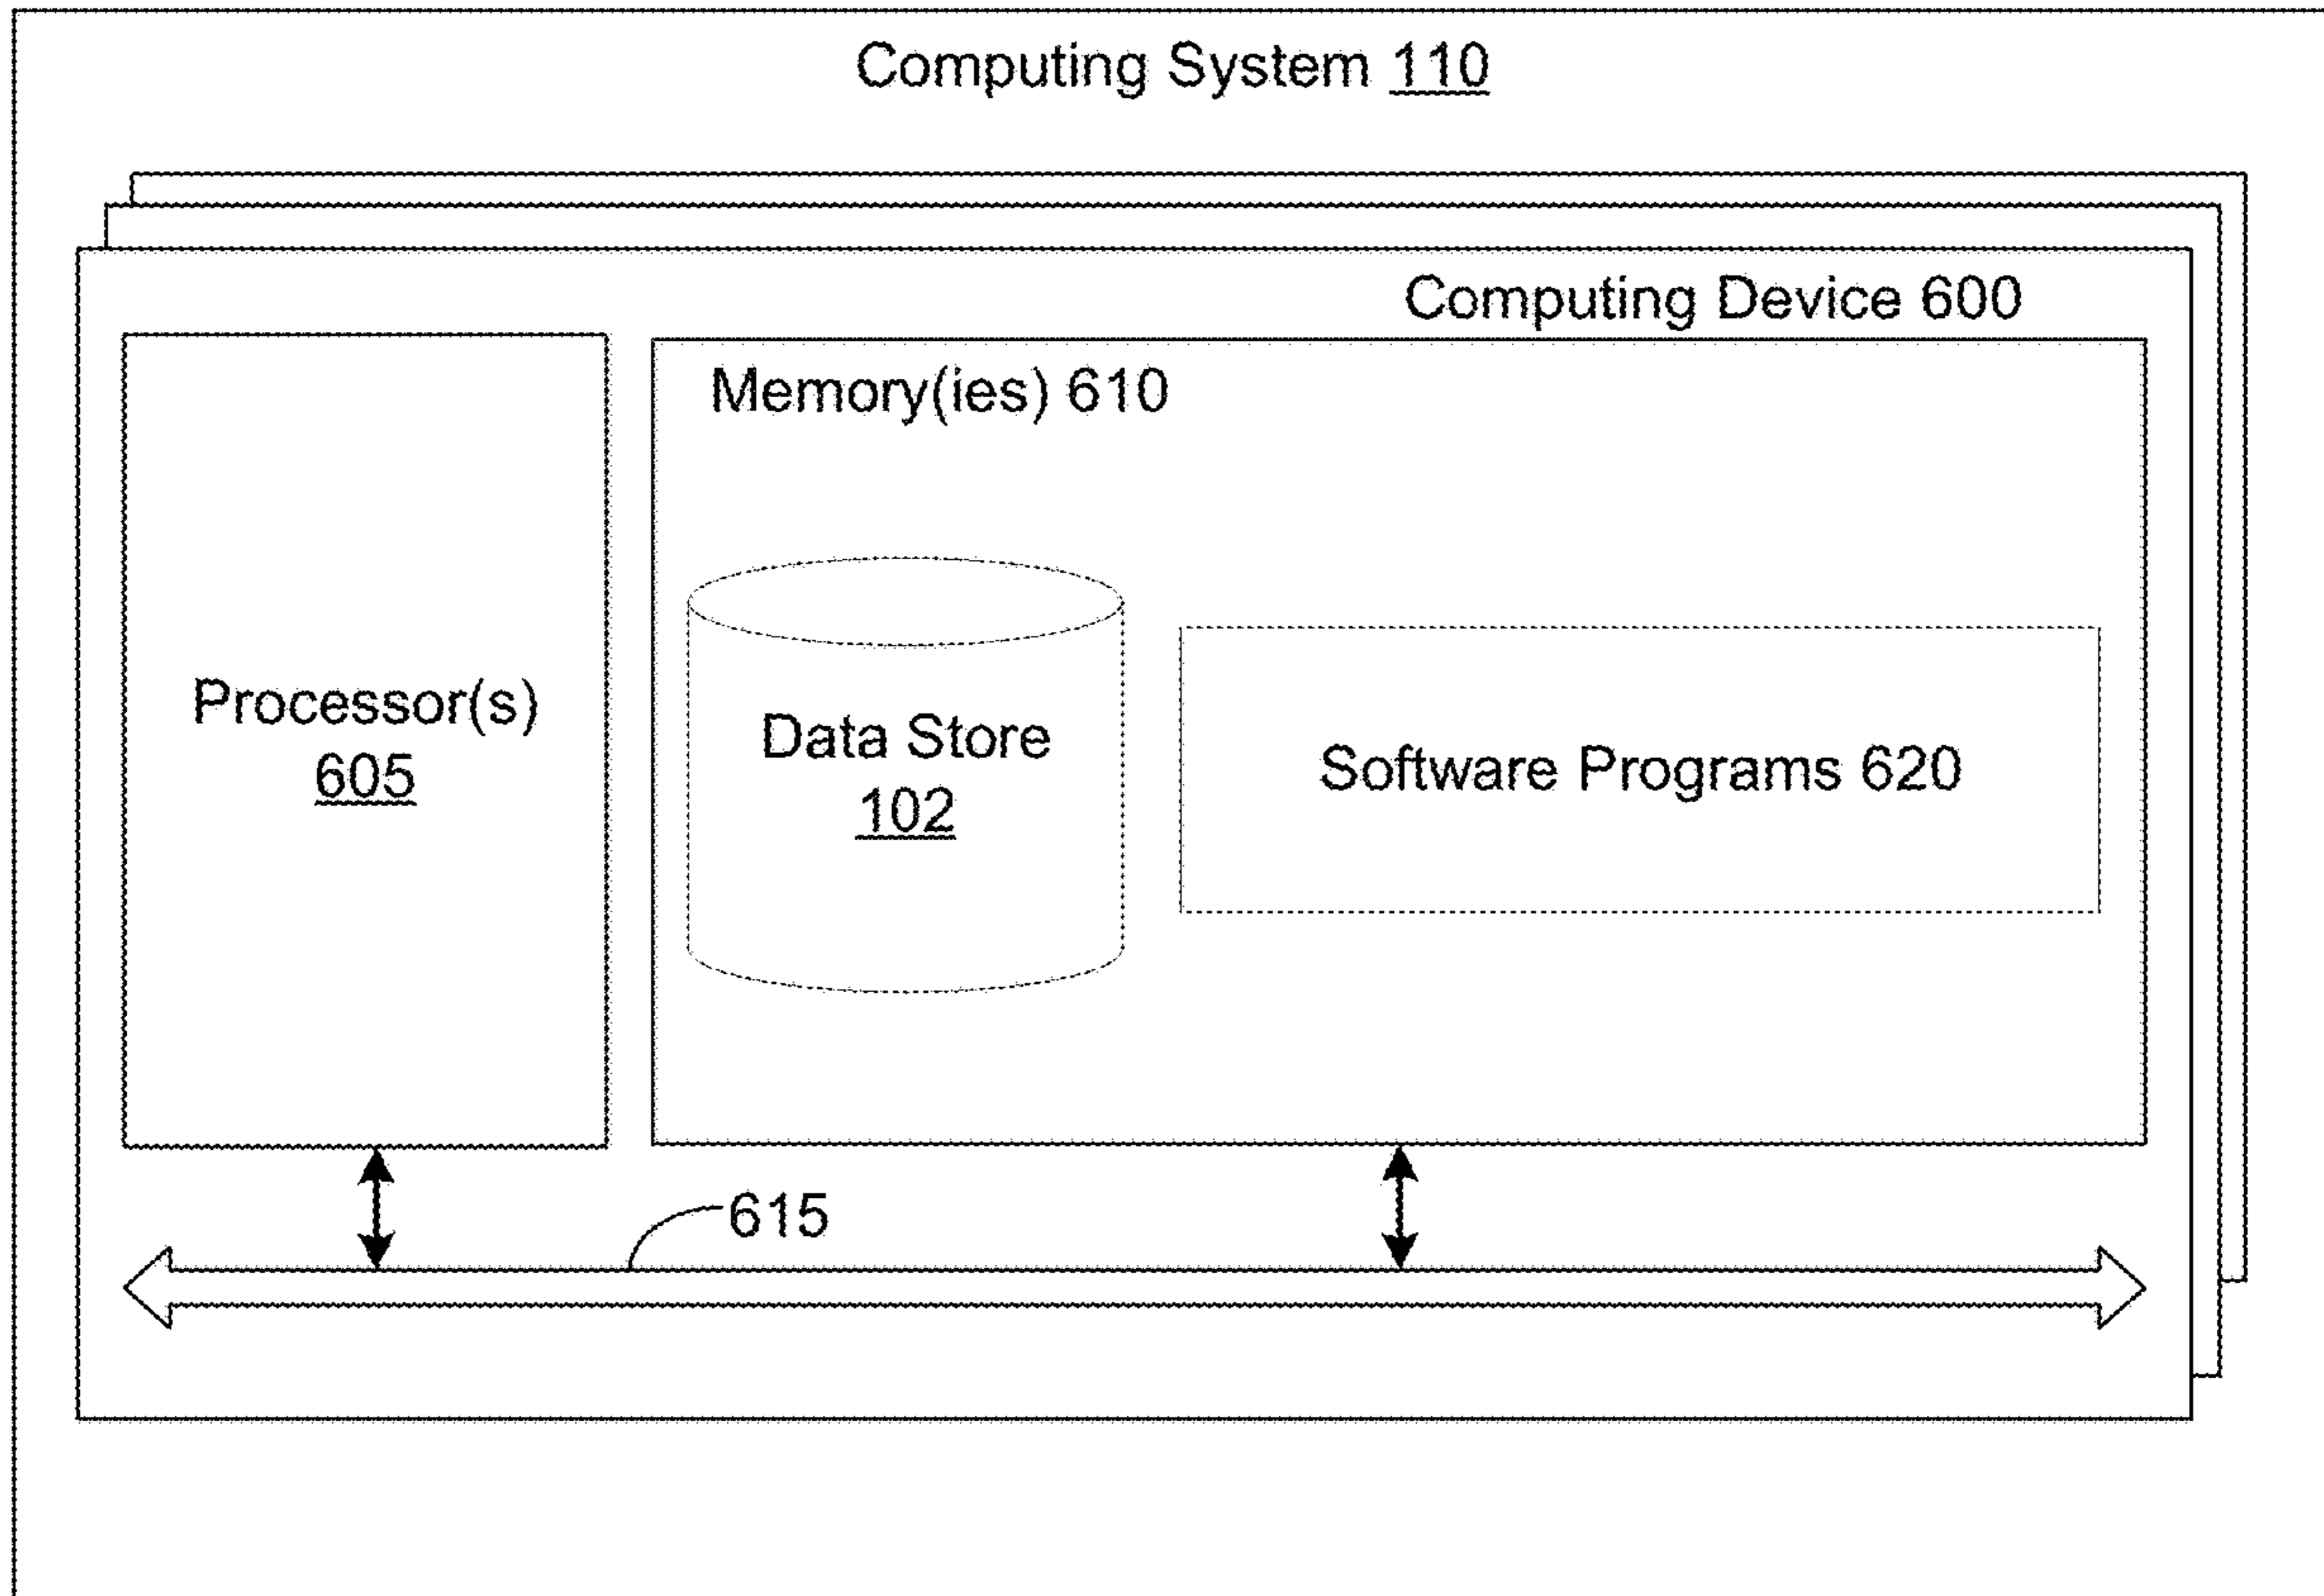 Computing System 110
Computing Device 600
Memory(ies) 610
Processor(s)
605
Data Store
102
Software Programs 620
615